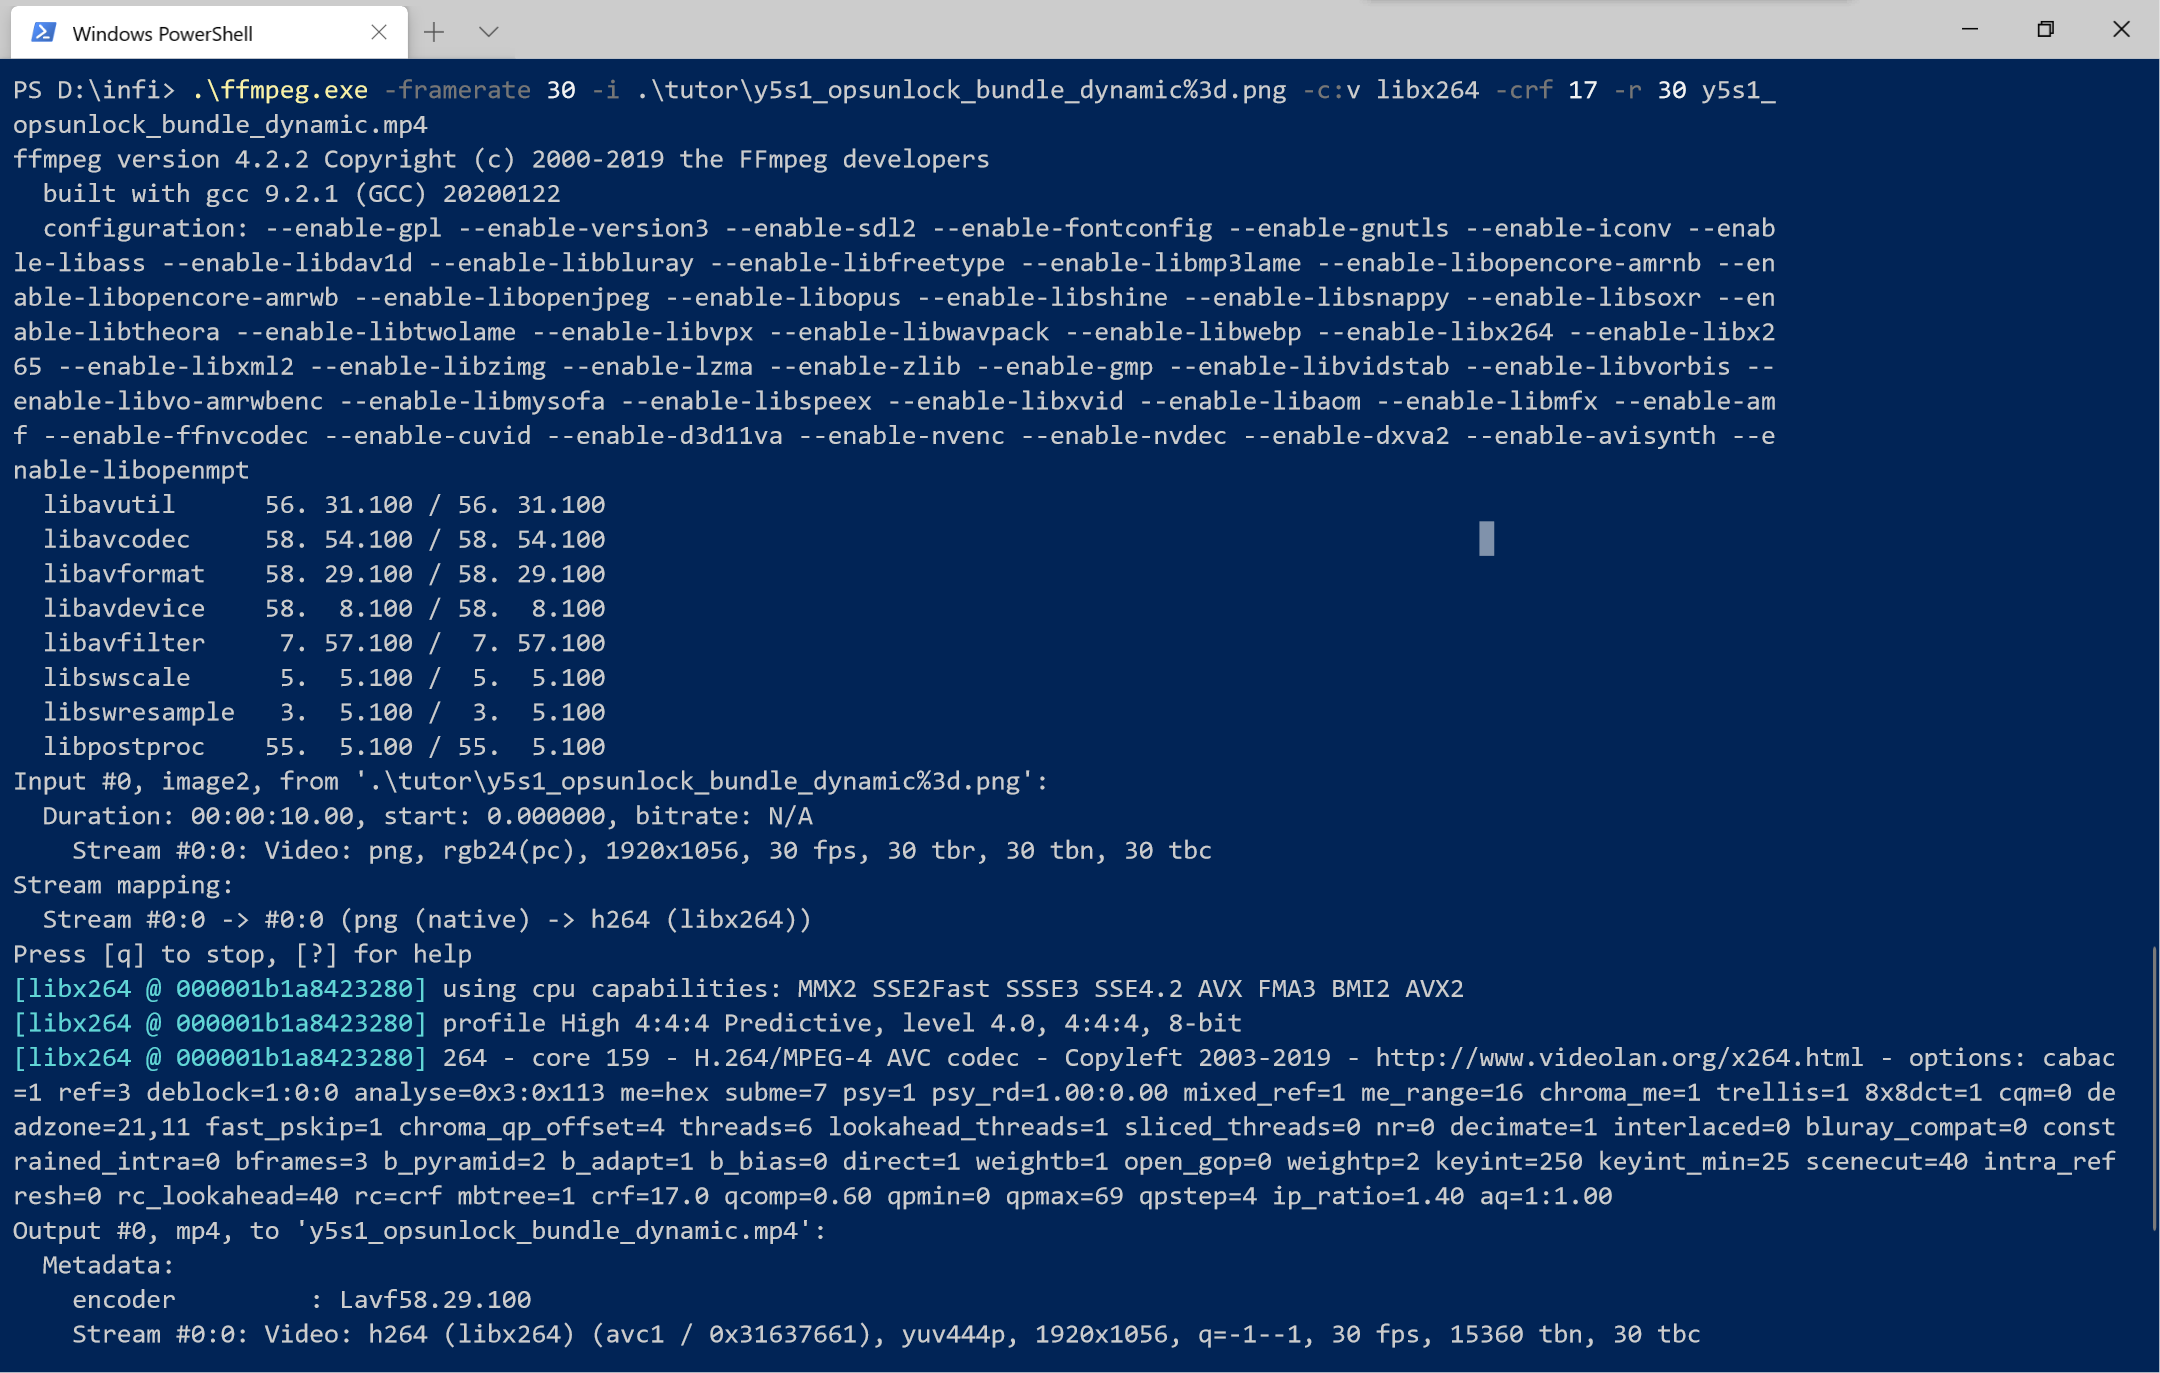 Windows PowerShell
PS D:\infi> .\ffmpeg.exe -framerate 30 -i .\tutor\y5s1_opsunlock_bundle_dynamic%3d.png -c:v libx264 -crf 17 -r 30 y5s1_
opsunlock_bundle_dynamic.mp4
ffmpeg version 4.2.2 Copyright (c) 2000-2019 the FFmpeg developers
  built with gcc 9.2.1 (GCC) 20200122
  configuration: --enable-gpl --enable-version3 --enable-sdl2 --enable-fontconfig --enable-gnutls --enable-iconv --enab
le-libass --enable-libdav1d --enable-libbluray --enable-libfreetype --enable-libmp3lame --enable-libopencore-amrnb --en
able-libopencore-amrwb --enable-libopenjpeg --enable-libopus --enable-libshine --enable-libsnappy --enable-libsoxr --en
able-libtheora --enable-libtwolame --enable-libvpx --enable-libwavpack --enable-libwebp --enable-libx264 --enable-libx2
65 --enable-libxml2 --enable-libzimg --enable-lzma --enable-zlib --enable-gmp --enable-libvidstab --enable-libvorbis --
enable-libvo-amrwbenc --enable-libmysofa --enable-libspeex --enable-libxvid --enable-libaom --enable-libmfx --enable-am
f --enable-ffnvcodec --enable-cuvid --enable-d3d11va --enable-nvenc --enable-nvdec --enable-dxva2 --enable-avisynth --e
nable-libopenmpt
  libavutil      56. 31.100 / 56. 31.100
  libavcodec     58. 54.100 / 58. 54.100
  libavformat    58. 29.100 / 58. 29.100
  libavdevice    58.  8.100 / 58.  8.100
  libavfilter     7. 57.100 /  7. 57.100
  libswscale      5.  5.100 /  5.  5.100
  libswresample   3.  5.100 /  3.  5.100
  libpostproc    55.  5.100 / 55.  5.100
Input #0, image2, from '.\tutor\y5s1_opsunlock_bundle_dynamic%3d.png':
  Duration: 00:00:10.00, start: 0.000000, bitrate: N/A
    Stream #0:0: Video: png, rgb24(pc), 1920x1056, 30 fps, 30 tbr, 30 tbn, 30 tbc
Stream mapping:
  Stream #0:0 -> #0:0 (png (native) -> h264 (libx264))
Press [q] to stop, [?] for help
[libx264 @ 000001b1a8423280] using cpu capabilities: MMX2 SSE2Fast SSSE3 SSE4.2 AVX FMA3 BMI2 AVX2
[libx264 @ 000001b1a8423280] profile High 4:4:4 Predictive, level 4.0, 4:4:4, 8-bit
[libx264 @ 000001b1a8423280] 264 - core 159 - H.264/MPEG-4 AVC codec - Copyleft 2003-2019 - http://www.videolan.org/x264.html - options: cabac
=1 ref=3 deblock=1:0:0 analyse=0x3:0x113 me=hex subme=7 psy=1 psy_rd=1.00:0.00 mixed_ref=1 me_range=16 chroma_me=1 trellis=1 8x8dct=1 cqm=0 de
adzone=21,11 fast_pskip=1 chroma_qp_offset=4 threads=6 lookahead_threads=1 sliced_threads=0 nr=0 decimate=1 interlaced=0 bluray_compat=0 const
rained_intra=0 bframes=3 b_pyramid=2 b_adapt=1 b_bias=0 direct=1 weightb=1 open_gop=0 weightp=2 keyint=250 keyint_min=25 scenecut=40 intra_ref
resh=0 rc_lookahead=40 rc=crf mbtree=1 crf=17.0 qcomp=0.60 qpmin=0 qpmax=69 qpstep=4 ip_ratio=1.40 aq=1:1.00
Output #0, mp4, to 'y5s1_opsunlock_bundle_dynamic.mp4':
  Metadata:
    encoder         : Lavf58.29.100
    Stream #0:0: Video: h264 (libx264) (avc1 / 0x31637661), yuv444p, 1920x1056, q=-1--1, 30 fps, 15360 tbn, 30 tbc